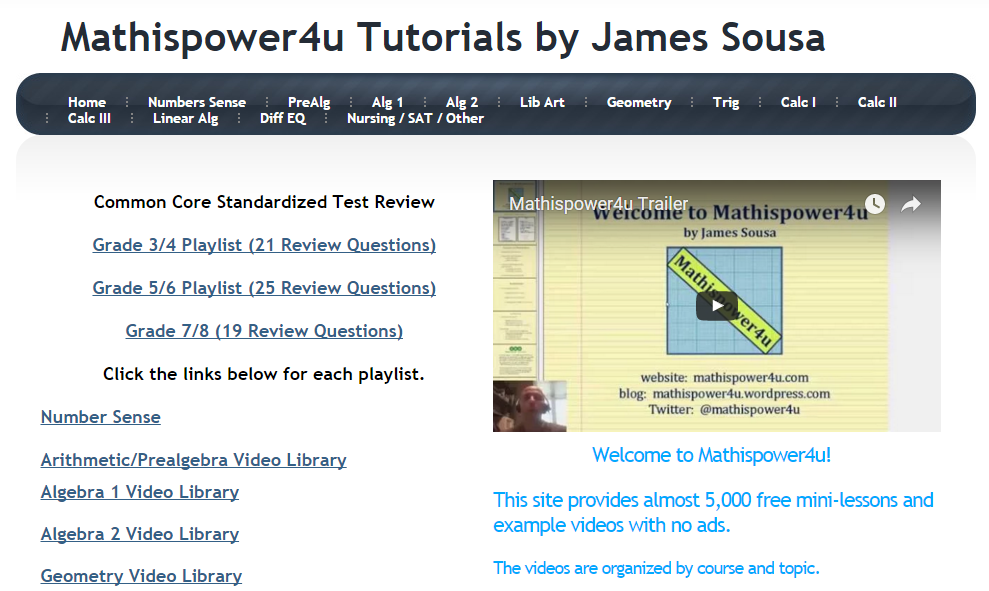 Mathispower4u Tutorials by James Sousa
Home Numbers Sense PreAlg Alg 1 Alg 2 Lib Art Geometry Trig Calc I Calc II
Calc III Linear Alg Diff EQ Nursing / SAT / Other
Common Core Standardized Test Review
Grade 3/4 Playlist (21 Review Questions)
Grade 5/6 Playlist (25 Review Questions)
Grade 7/8 (19 Review Questions)
Click the links below for each playlist.
Number Sense
Arithmetic/Prealgebra Video Library
Algebra 1 Video Library
Algebra 2 Video Library
Geometry Video Library
Mathispower4u Trailer
Welcome to Mathispower4u
by James Sousa
Mathispower4u
website: mathispower4u.com
blog: mathispower4u.wordpress.com
Twitter: @mathispower4u
Welcome to Mathispower4u!
This site provides almost 5,000 free mini-lessons and
example videos with no ads.
The videos are organized by course and topic.